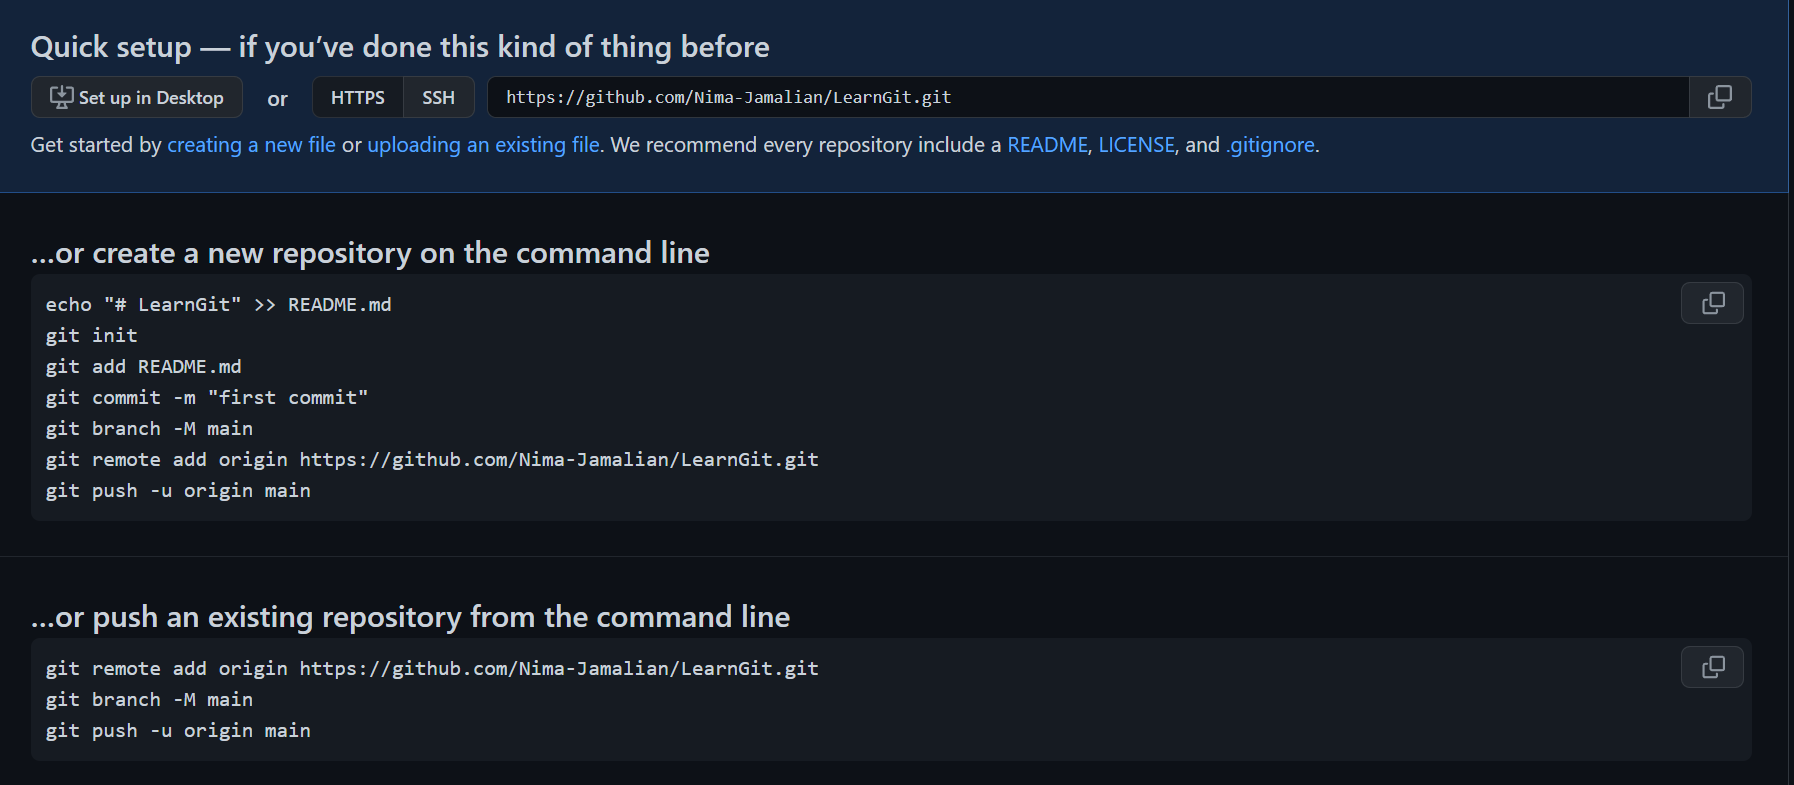 Quick setup — if you’ve done this kind of thing before
Set up in Desktop or HTTPS SSH https://github.com/Nima-Jamalian/LearnGit.git
Get started by creating a new file or uploading an existing file. We recommend every repository include a README, LICENSE, and .gitignore.
…or create a new repository on the command line
echo "# LearnGit" >> README.md
git init
git add README.md
git commit -m "first commit"
git branch -M main
git remote add origin https://github.com/Nima-Jamalian/LearnGit.git
git push -u origin main
…or push an existing repository from the command line
git remote add origin https://github.com/Nima-Jamalian/LearnGit.git
git branch -M main
git push -u origin main